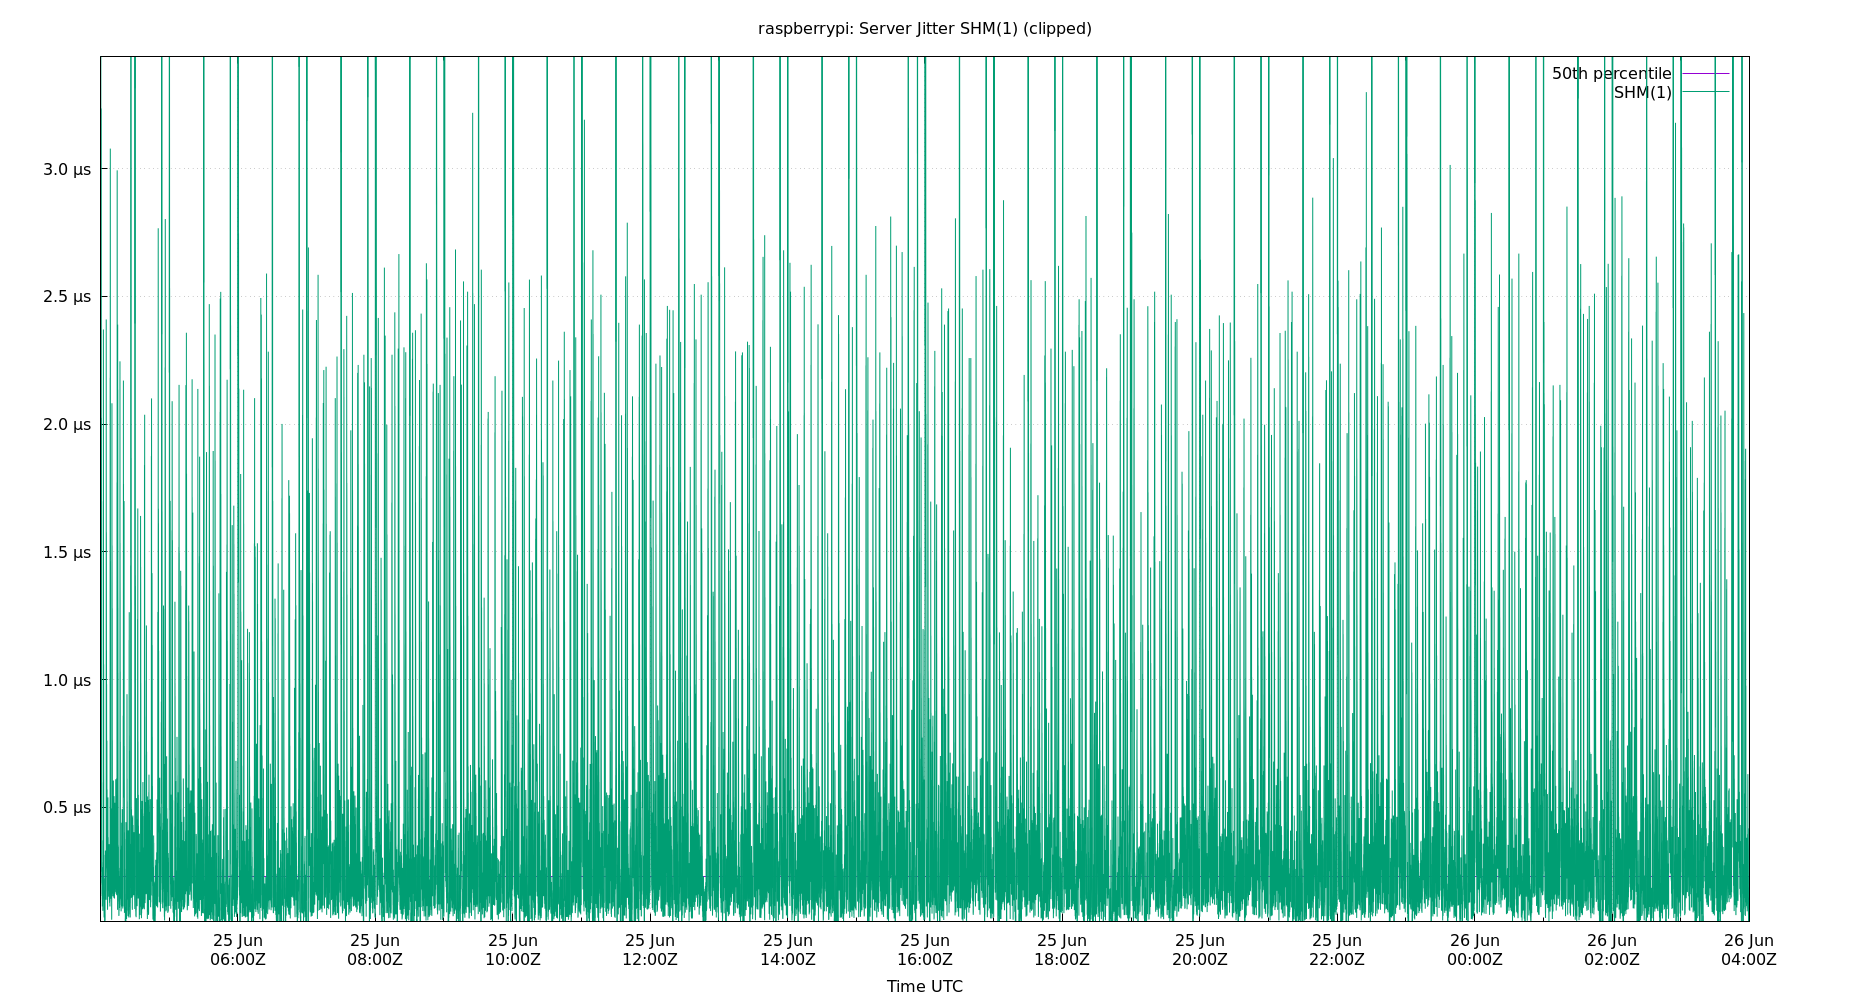 raspberrypi: Server Jitter SHM(1) (clipped)
50th percentile
SHM(1)
3.0 µs
2.5 µs
2.0 µs
1.5 µs
1.0 µs
0.5 µs
25 Jun 25 Jun 25 Jun 25 Jun 25 Jun 25 Jun 25 Jun 25 Jun 25 Jun 26 Jun 26 Jun 26 Jun
06:00Z 08:00Z 10:00Z 12:00Z 14:00Z 16:00Z 18:00Z 20:00Z 22:00Z 00:00Z 02:00Z 04:00Z
Time UTC